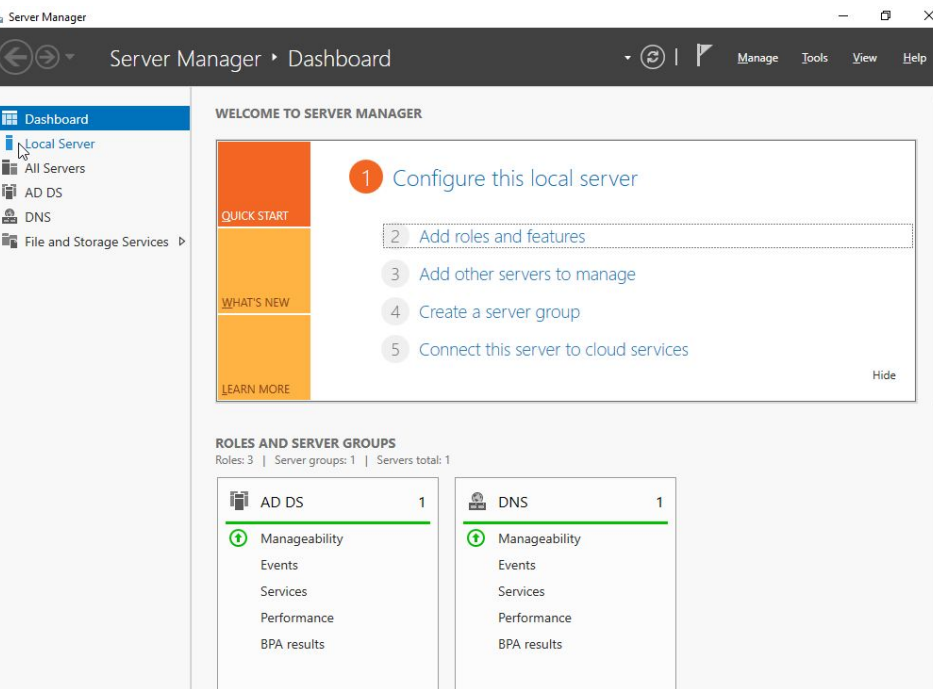 Server Manager
Server Manager ‣ Dashboard
Manage Tools View Help
Dashboard
Local Server
All Servers
AD DS
DNS
File and Storage Services
WELCOME TO SERVER MANAGER
QUICK START
WHAT'S NEW
LEARN MORE
1 Configure this local server
2 Add roles and features
3 Add other servers to manage
4 Create a server group
5 Connect this server to cloud services
Hide
ROLES AND SERVER GROUPS
Roles: 3 | Server groups: 1 | Servers total: 1
AD DS 1
Manageability
Events
Services
Performance
BPA results
DNS 1
Manageability
Events
Services
Performance
BPA results